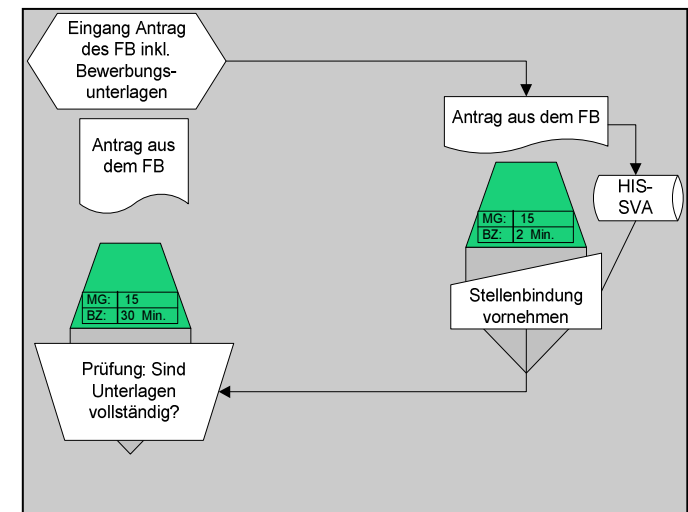 Eingang Antrag
des FB inkl.
Bewerbungs-
unterlagen
Antrag aus
dem FB
MG: 15
BZ: 30 Min.
Prüfung: Sind
Unterlagen
vollständig?
Antrag aus dem FB
HIS-
SVA
MG: 15
BZ: 2 Min.
Stellenbindung
vornehmen